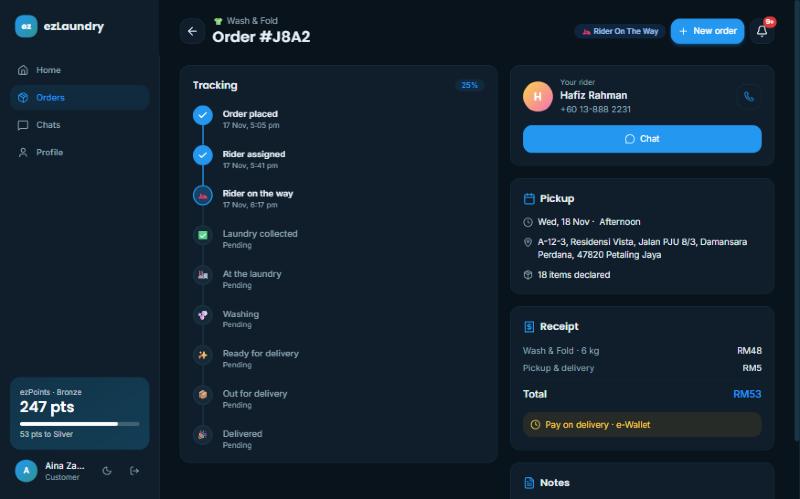 ez ezLaundry
Home
Orders
Chats
Profile
ezPoints · Bronze
247 pts
53 pts to Silver
A
Aina Za...
Customer
Wash & Fold
Order #J8A2
Rider On The Way
+ New order
9+
Tracking
25%
Order placed
17 Nov, 5:05 pm
Rider assigned
17 Nov, 5:41 pm
Rider on the way
17 Nov, 6:17 pm
Laundry collected
Pending
At the laundry
Pending
Washing
Pending
Ready for delivery
Pending
Out for delivery
Pending
Delivered
Pending
H
Your rider
Hafiz Rahman
+60 13-888 2231
Chat
Pickup
Wed, 18 Nov · Afternoon
A-12-3, Residensi Vista, Jalan PJU 8/3, Damansara
Perdana, 47820 Petaling Jaya
18 items declared
$ Receipt
Wash & Fold · 6 kg RM48
Pickup & delivery RM5
Total RM53
Pay on delivery · e-Wallet
Notes